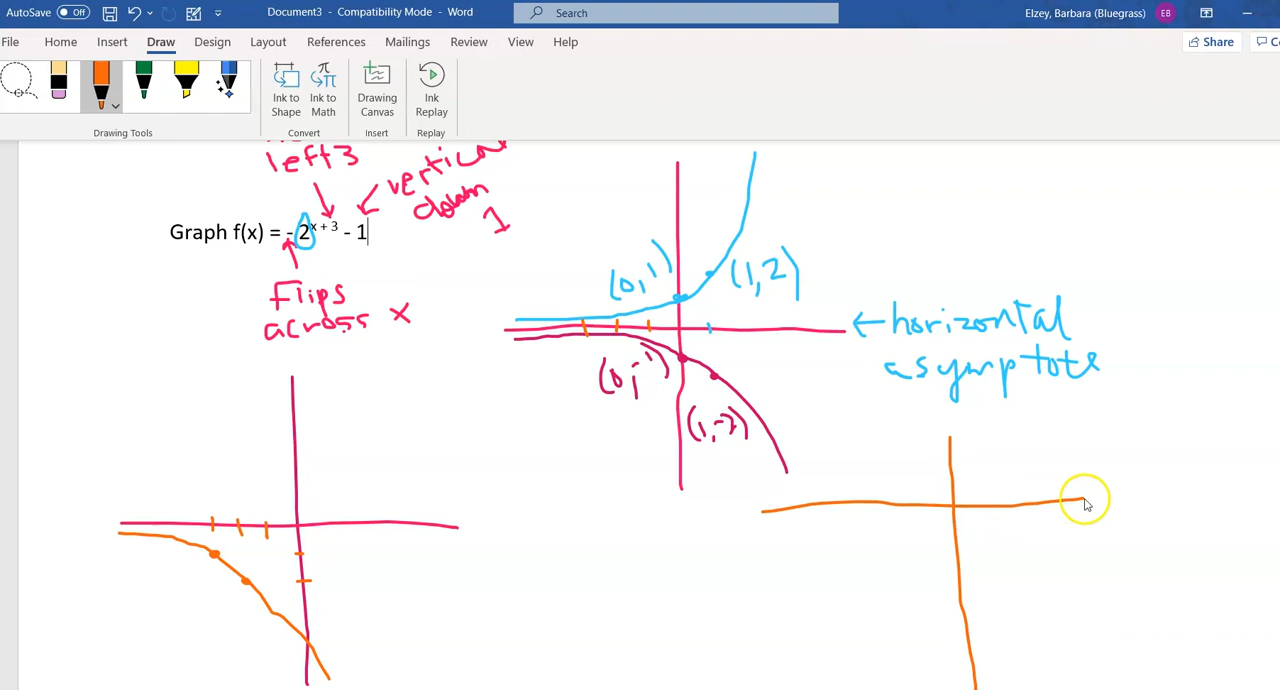 AutoSave Off Document3 - Compatibility Mode - Word Search Elzey, Barbara (Bluegrass) EB
File Home Insert Draw Design Layout References Mailings Review View Help Share
Ink to Shape
Ink to Math
Drawing Canvas
Ink Replay
Drawing Tools Convert Insert Replay
left 3
vertical
down
1
Graph f(x) = - 2^{x + 3} - 1
Flips
across x
(0, 1)
(1, 2)
← horizontal
asymptote
(0, -1)
(1, -2)